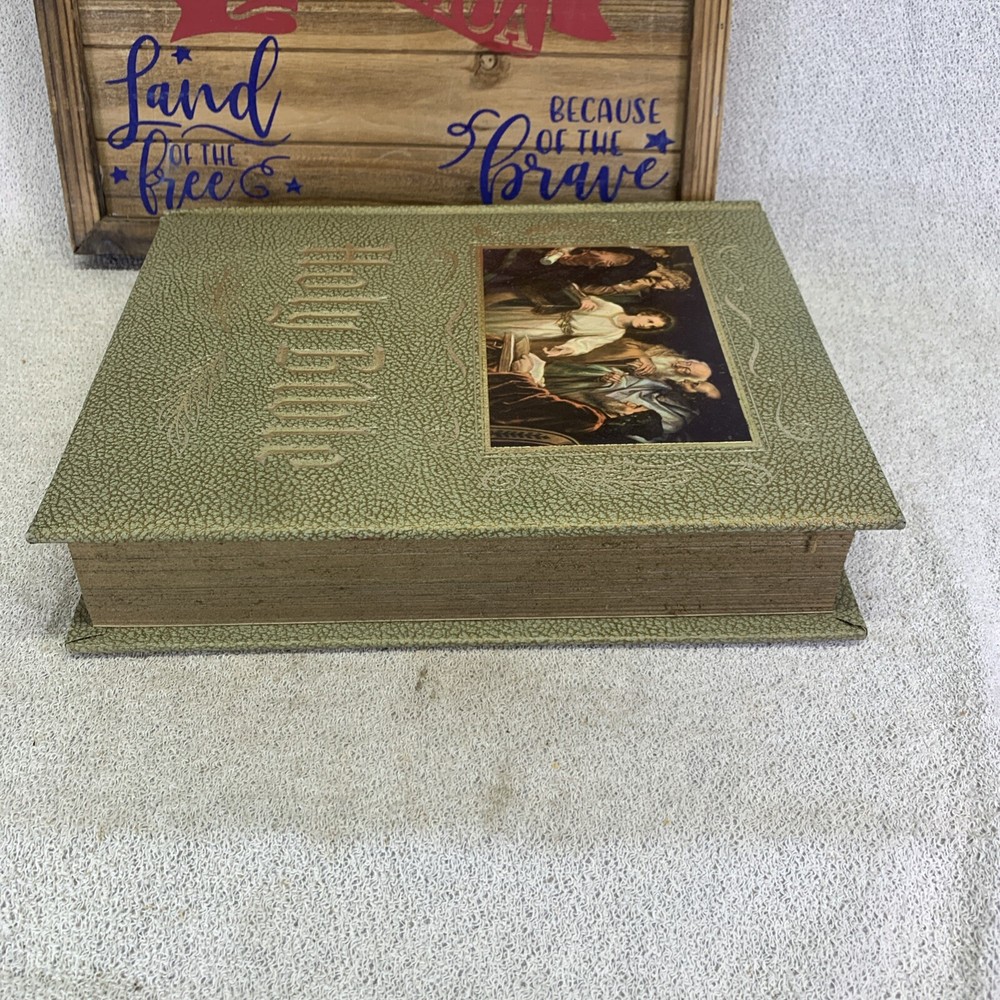 Land
OF THE
free
BECAUSE
OF THE
brave
Holy Bible